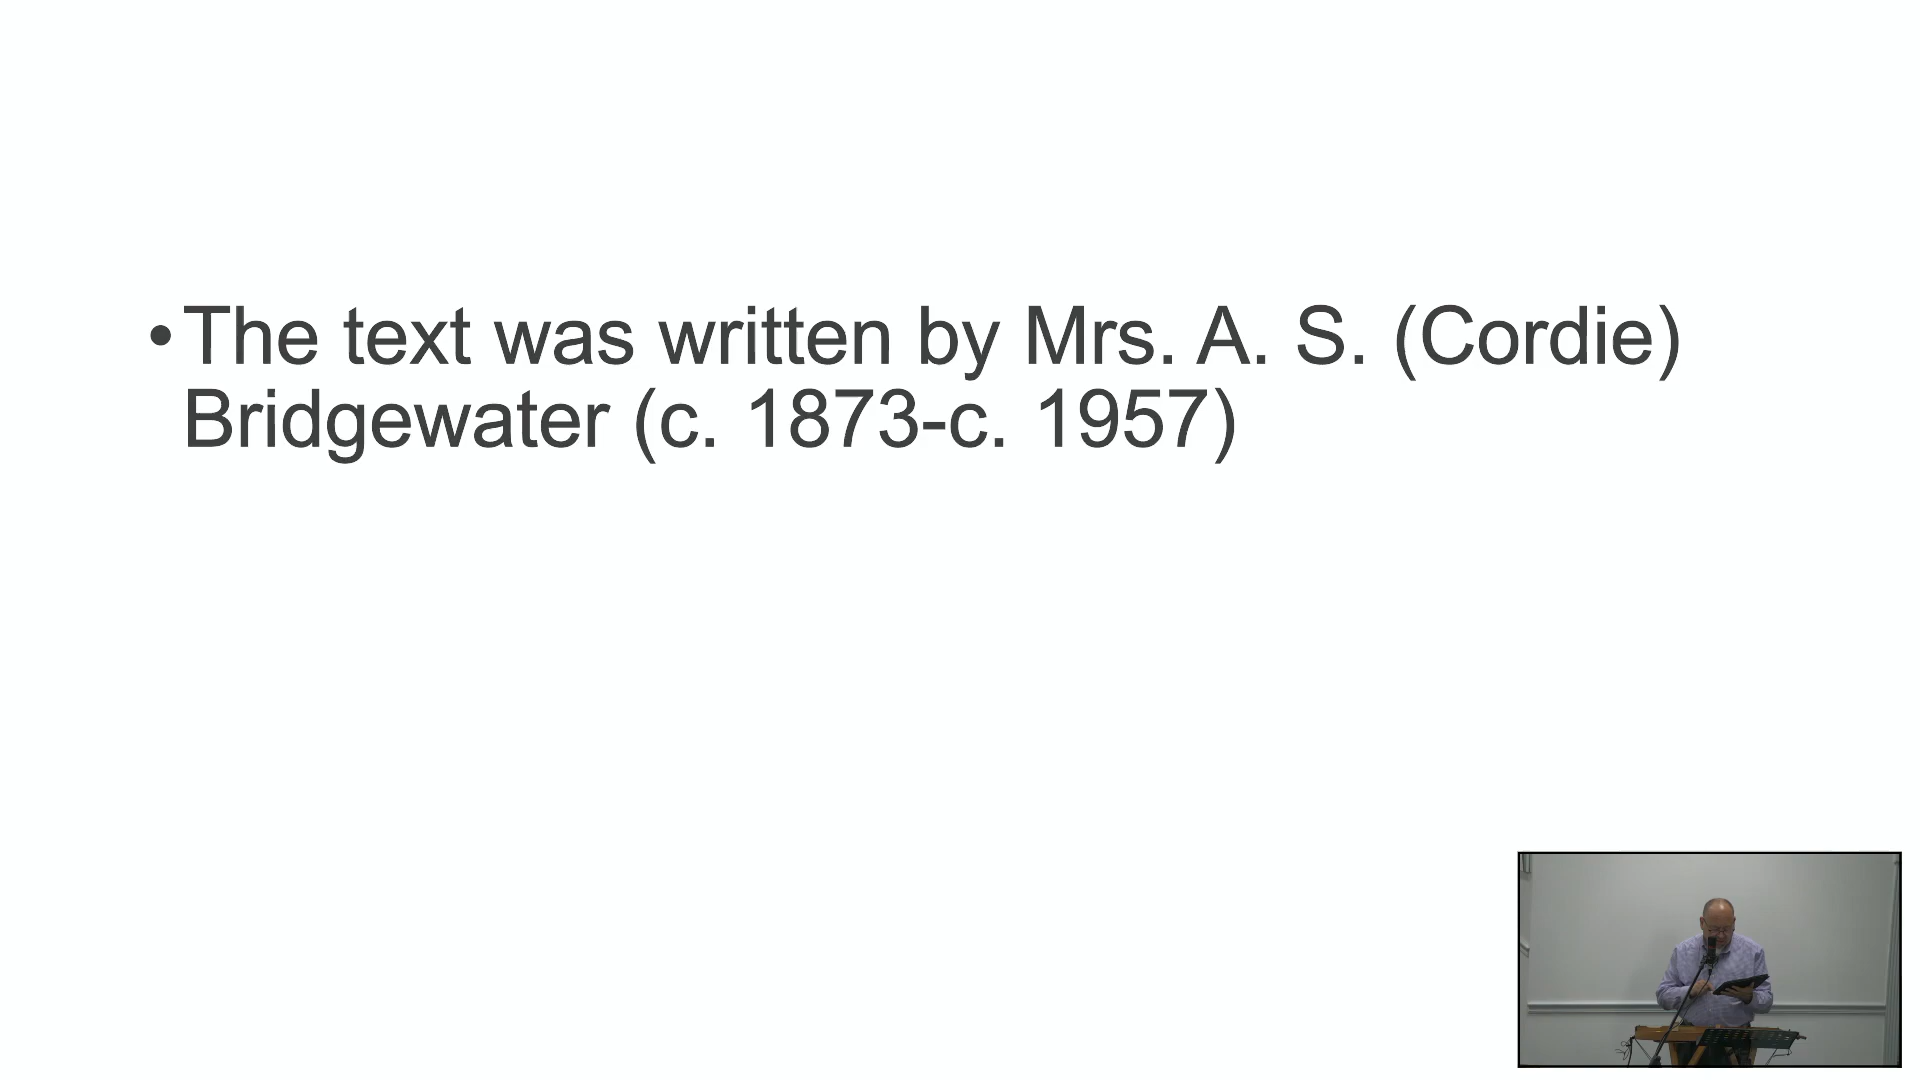 •The text was written by Mrs. A. S. (Cordie)
Bridgewater (c. 1873-c. 1957)